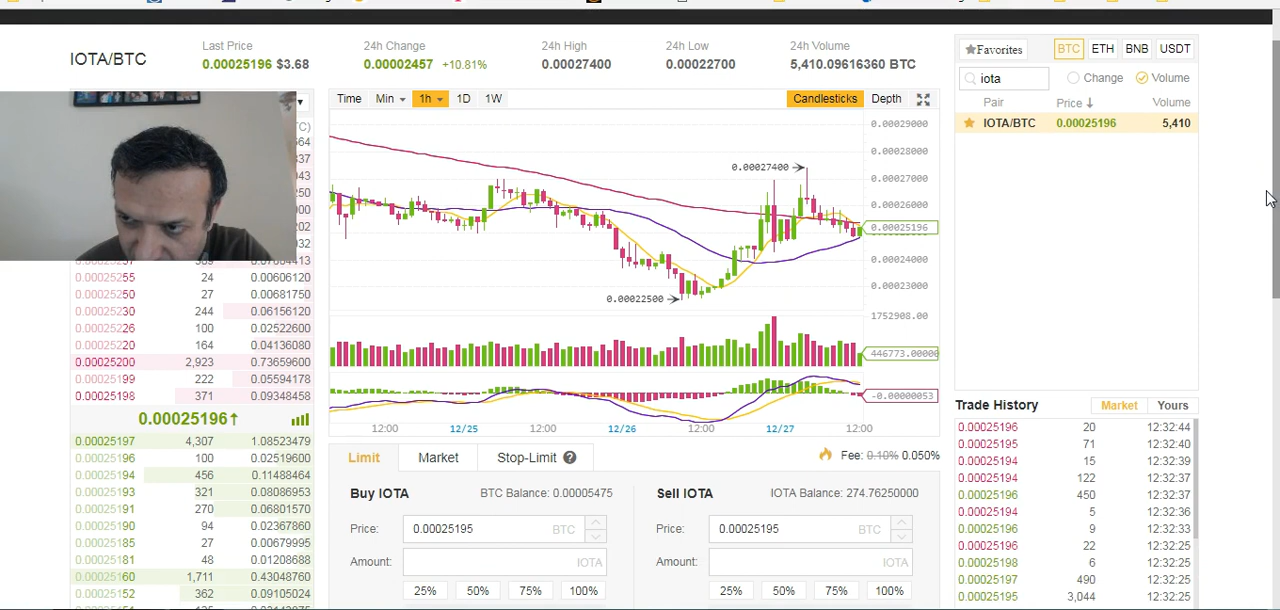 IOTA/BTC
Last Price
0.00025196 $3.68
24h Change
0.00002457 +10.81%
24h High
0.00027400
24h Low
0.00022700
24h Volume
5,410.09616360 BTC
Favorites BTC ETH BNB USDT
iota Change Volume
Pair Price Volume
IOTA/BTC 0.00025196 5,410
Time Min 1h 1D 1W Candlesticks Depth
0.00029000
0.00028000
0.00027400
0.00027000
0.00026000
0.00025196
0.00024000
0.00023000
0.00022500
1752908.00
446773.00000
-0.00000053
12:00 12/25 12:00 12/26 12:00 12/27 12:00
0.00025255 24 0.00606120
0.00025250 27 0.00681750
0.00025230 244 0.06156120
0.00025226 100 0.02522600
0.00025220 164 0.04136080
0.00025200 2,923 0.73659600
0.00025199 222 0.05594178
0.00025198 371 0.09348458
0.00025196
0.00025197 4,307 1.08523479
0.00025196 100 0.02519600
0.00025194 456 0.11488464
0.00025193 321 0.08086953
0.00025191 270 0.06801570
0.00025190 94 0.02367860
0.00025185 27 0.00679995
0.00025181 48 0.01208688
0.00025160 1,711 0.43048760
0.00025152 362 0.09105024
Limit Market Stop-Limit ?
Fee: 0.10% 0.050%
Buy IOTA BTC Balance: 0.00005475
Price: 0.00025195 BTC
Amount: IOTA
25% 50% 75% 100%
Sell IOTA IOTA Balance: 274.76250000
Price: 0.00025195 BTC
Amount: IOTA
25% 50% 75% 100%
Trade History Market Yours
0.00025196 20 12:32:44
0.00025195 71 12:32:40
0.00025194 15 12:32:39
0.00025194 122 12:32:37
0.00025196 450 12:32:37
0.00025194 5 12:32:36
0.00025196 9 12:32:33
0.00025196 22 12:32:25
0.00025198 6 12:32:25
0.00025197 490 12:32:25
0.00025195 3,044 12:32:25